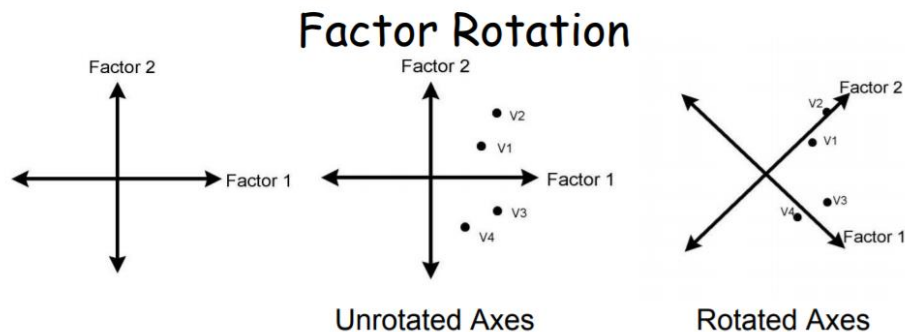 Factor Rotation
Factor 2
Factor 1
Factor 2
V2
V1
Factor 1
V3
V4
Factor 2
V2
V1
V3
V4
Factor 1
Unrotated Axes
Rotated Axes